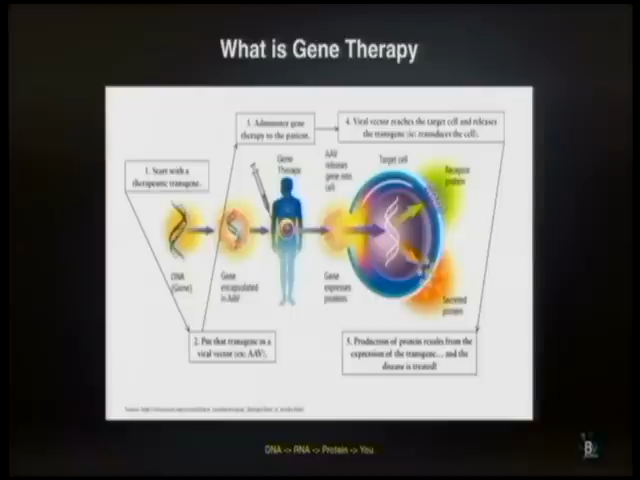 What is Gene Therapy
3. Administer gene
therapy to the patient.
4. Viral vector reaches the target cell and releases
the transgene (ie: transduces the cell).
1. Start with a
therapeutic transgene.
Gene
Therapy
AAV
releases
gene into
cell
Target cell
Receptor
protein
DNA
(Gene)
Gene
encapsulated
in AAV
Gene
expresses
proteins
Secreted
protein
2. Put that transgene in a
viral vector (ex: AAV).
5. Production of protein results from the
expression of the transgene... and the
disease is treated!
DNA -> RNA -> Protein -> You
B